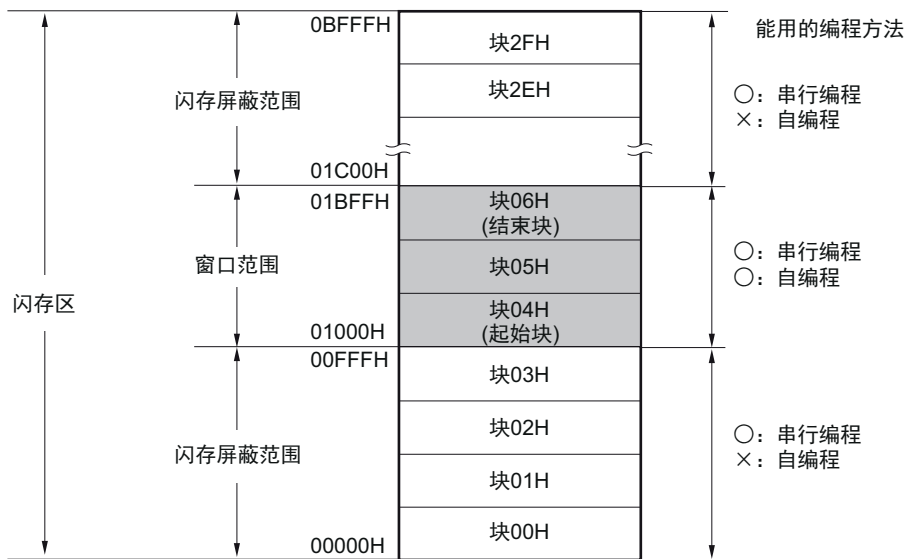 0BFFFH
块2FH
能用的编程方法
块2EH
闪存屏蔽范围
○：串行编程
×：自编程
01C00H
01BFFH
块06H
(结束块)
窗口范围
块05H
○：串行编程
○：自编程
闪存区
块04H
(起始块)
01000H
00FFFH
块03H
块02H
闪存屏蔽范围
○：串行编程
×：自编程
块01H
块00H
00000H